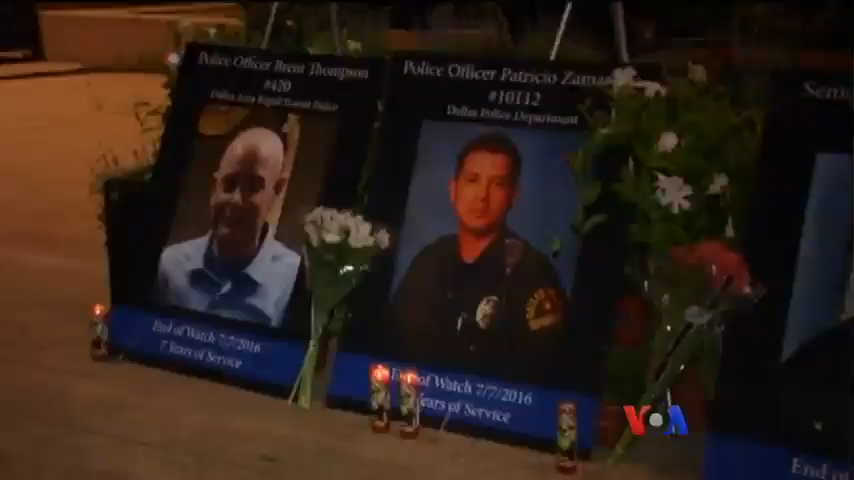 Police Officer Brent Thompson
#420
Dallas Area Rapid Transit Police
End of Watch 7/7/2016
7 Years of Service
Police Officer Patricio Zama
#10112
Dallas Police Department
End of Watch 7/7/2016
Years of Service
Senio
End of
VOA